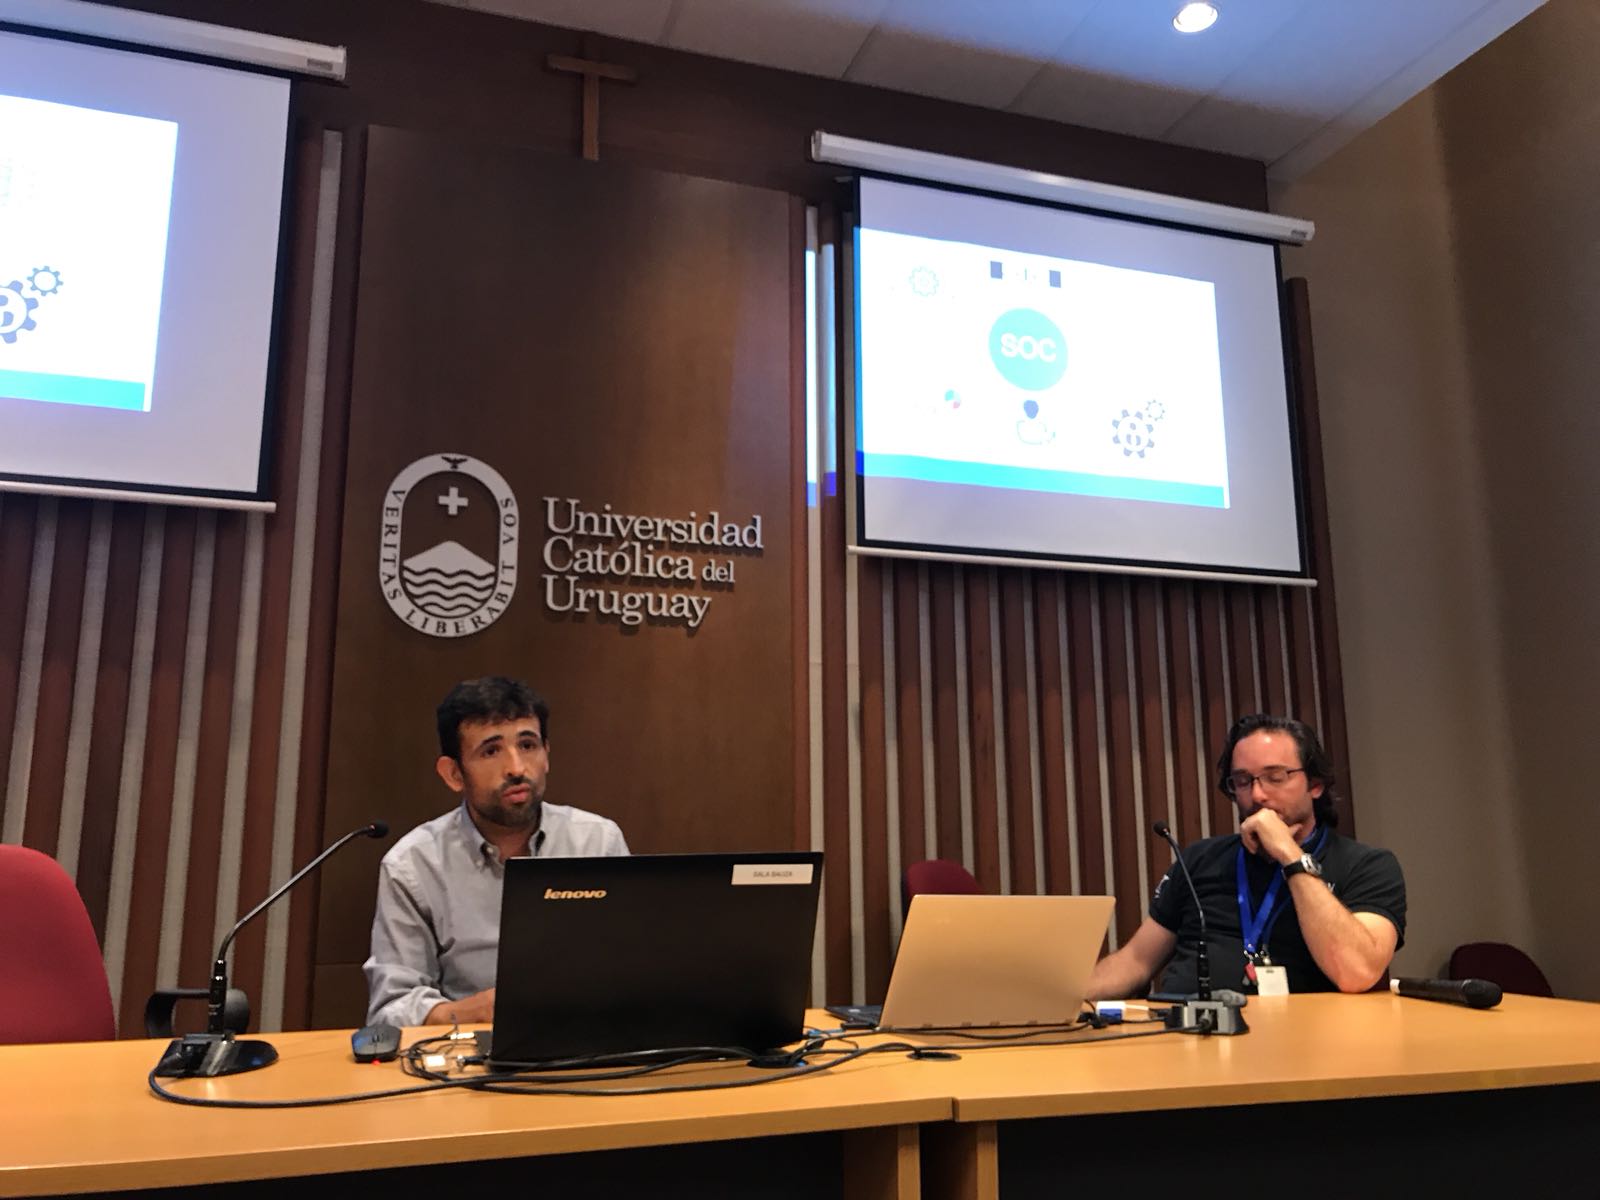 SOC
VERITAS LIBERABIT VOS
Universidad
Católica del
Uruguay
lenovo
SALA BAUZA